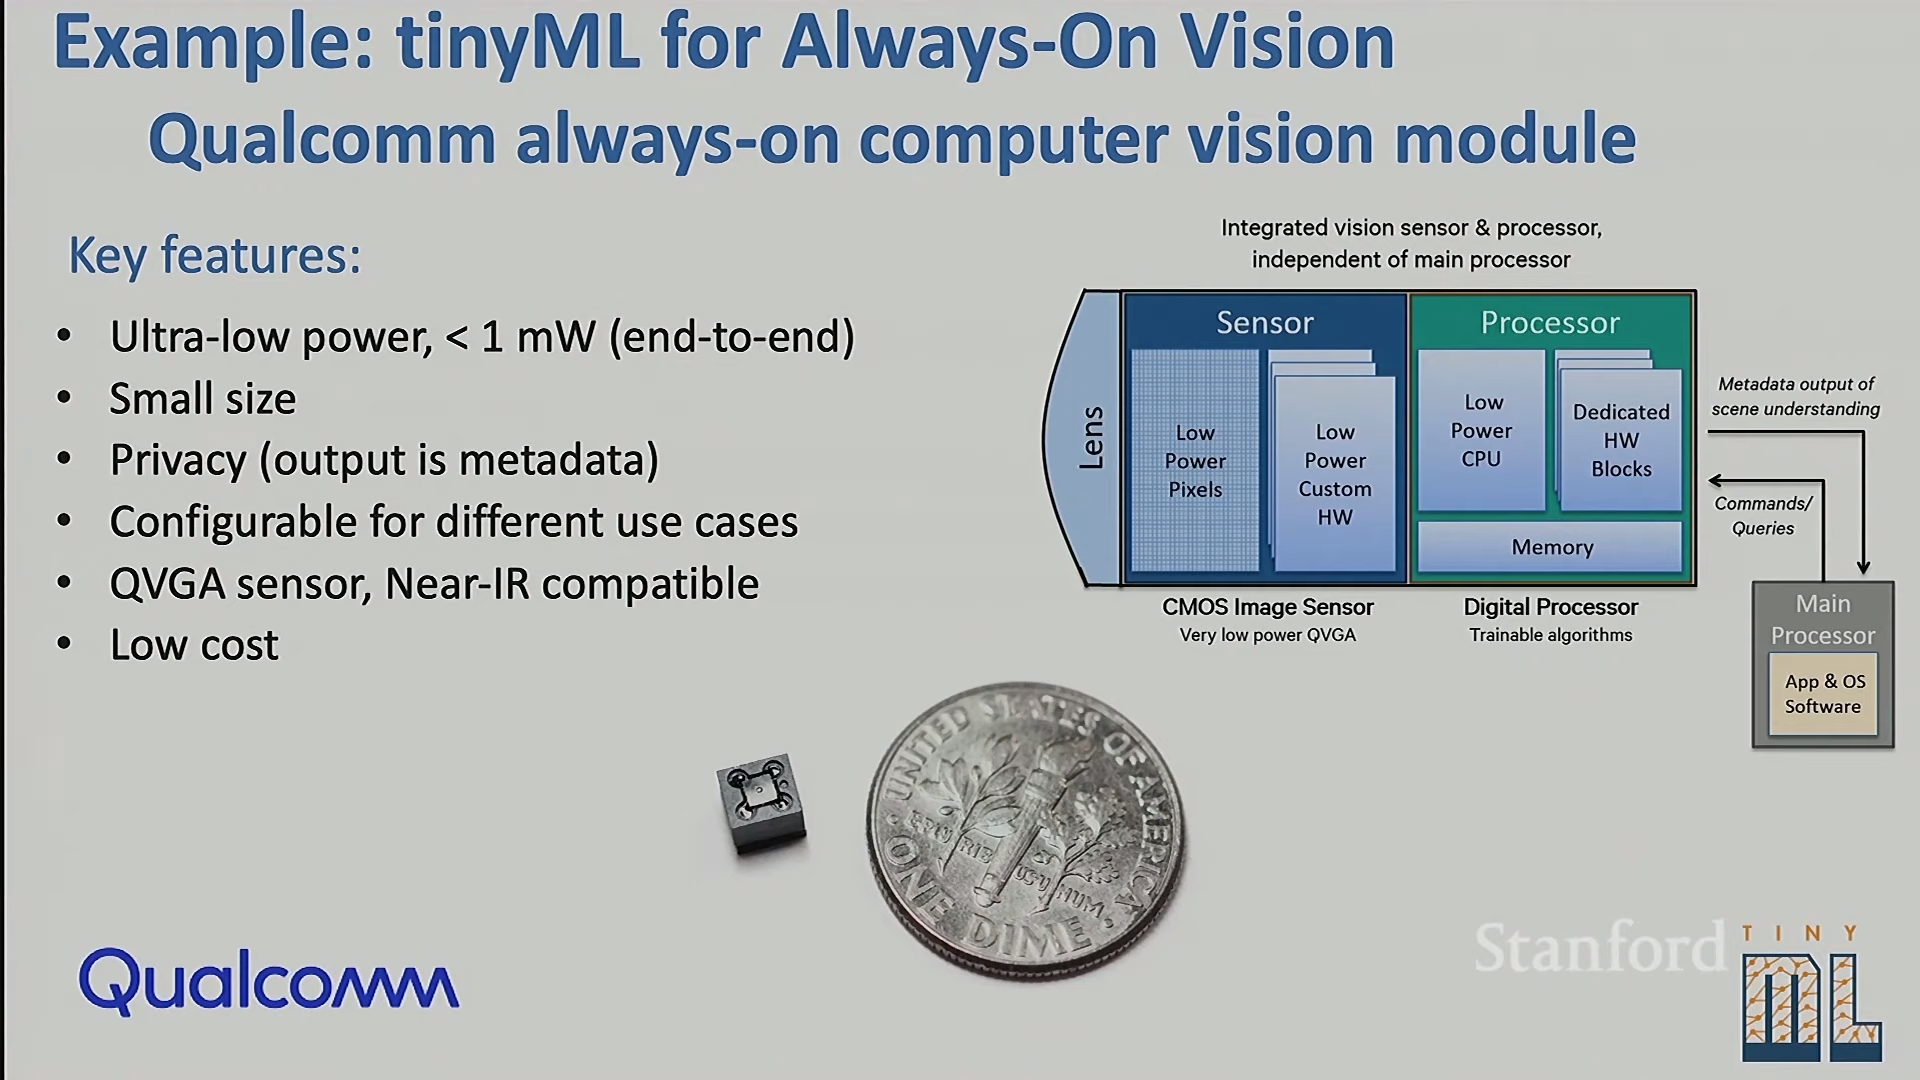 Example: tinyML for Always-On Vision
Qualcomm always-on computer vision module
Key features:
• Ultra-low power, < 1 mW (end-to-end)
• Small size
• Privacy (output is metadata)
• Configurable for different use cases
• QVGA sensor, Near-IR compatible
• Low cost
Integrated vision sensor & processor,
independent of main processor
Lens
Sensor
Low
Power
Pixels
Low
Power
Custom
HW
Processor
Low
Power
CPU
Dedicated
HW
Blocks
Memory
CMOS Image Sensor
Very low power QVGA
Digital Processor
Trainable algorithms
Metadata output of
scene understanding
Commands/
Queries
Main
Processor
App & OS
Software
UNITED STATES OF AMERICA
E PLU RIB US U NUM
ONE DIME
Qualcomm
Stanford
TINY
ML